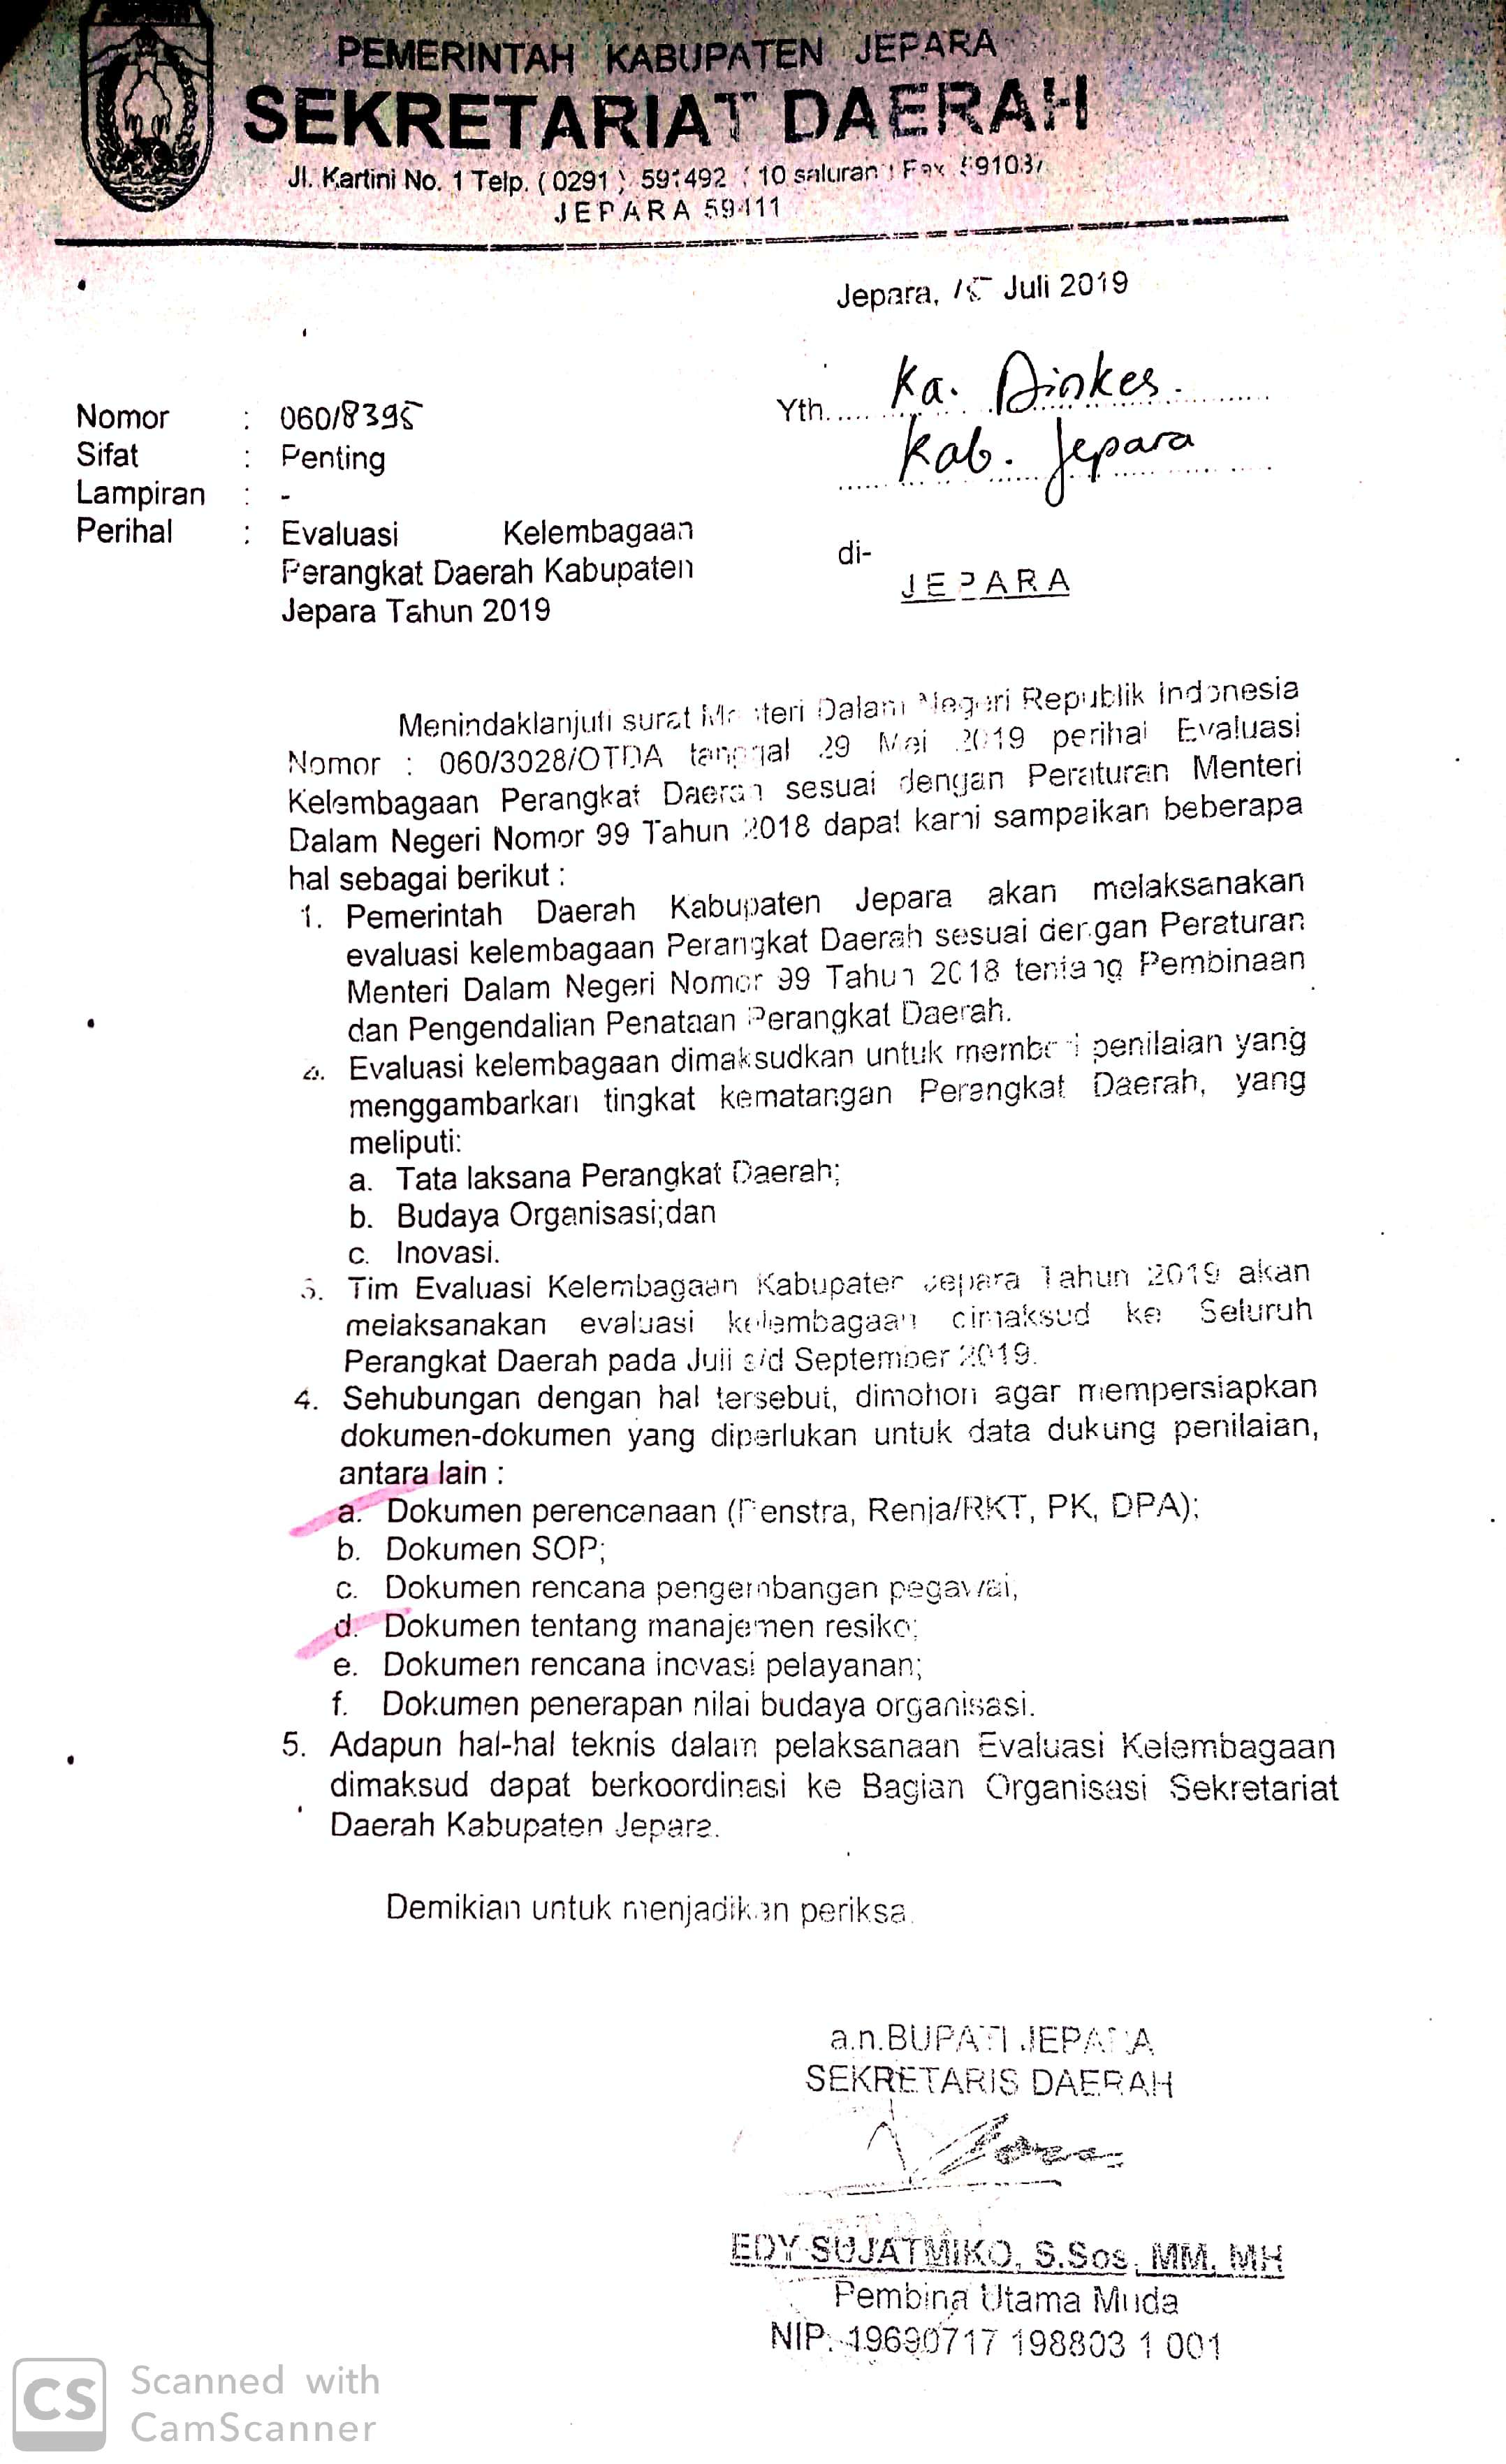 PEMERINTAH KABUPATEN JEPARA
SEKRETARIAT DAERAH
Jl. Kartini No. 1 Telp. ( 0291 ) 591492 ( 10 saluran ) Fax 59103
JEPARA 59411
Jepara, 15 Juli 2019
Yth..... Ka. Dinkes.
Kab. Jepara
Nomor : 060/8395
Sifat : Penting
Lampiran : -
Perihal : Evaluasi Kelembagaan
Perangkat Daerah Kabupaten
Jepara Tahun 2019
di-
JEPARA
Menindaklanjuti surat Menteri Dalam Negeri Republik Indonesia
Nomor : 060/3028/OTDA tanggal 29 Mei 2019 perihal Evaluasi
Kelembagaan Perangkat Daerah sesuai dengan Peraturan Menteri
Dalam Negeri Nomor 99 Tahun 2018 dapat kami sampaikan beberapa
hal sebagai berikut :
1. Pemerintah Daerah Kabupaten Jepara akan melaksanakan
evaluasi kelembagaan Perangkat Daerah sesuai dengan Peraturan
Menteri Dalam Negeri Nomor 99 Tahun 2018 tentang Pembinaan
dan Pengendalian Penataan Perangkat Daerah.
2. Evaluasi kelembagaan dimaksudkan untuk memberi penilaian yang
menggambarkan tingkat kematangan Perangkat Daerah, yang
meliputi:
a. Tata laksana Perangkat Daerah;
b. Budaya Organisasi;dan
c. Inovasi.
3. Tim Evaluasi Kelembagaan Kabupaten Jepara Tahun 2019 akan
melaksanakan evaluasi kelembagaan dimaksud ke Seluruh
Perangkat Daerah pada Juli s/d September 2019.
4. Sehubungan dengan hal tersebut, dimohon agar mempersiapkan
dokumen-dokumen yang diperlukan untuk data dukung penilaian,
antara lain :
a. Dokumen perencanaan (Renstra, Renja/RKT, PK, DPA);
b. Dokumen SOP;
c. Dokumen rencana pengembangan pegawai;
d. Dokumen tentang manajemen resiko;
e. Dokumen rencana inovasi pelayanan;
f. Dokumen penerapan nilai budaya organisasi.
5. Adapun hal-hal teknis dalam pelaksanaan Evaluasi Kelembagaan
dimaksud dapat berkoordinasi ke Bagian Organisasi Sekretariat
Daerah Kabupaten Jepara.
Demikian untuk menjadikan periksa.
a.n.BUPATI JEPARA
SEKRETARIS DAERAH
EDY SUJATMIKO, S.Sos, MM, MH
Pembina Utama Muda
NIP. 19690717 198803 1 001
CS Scanned with
CamScanner